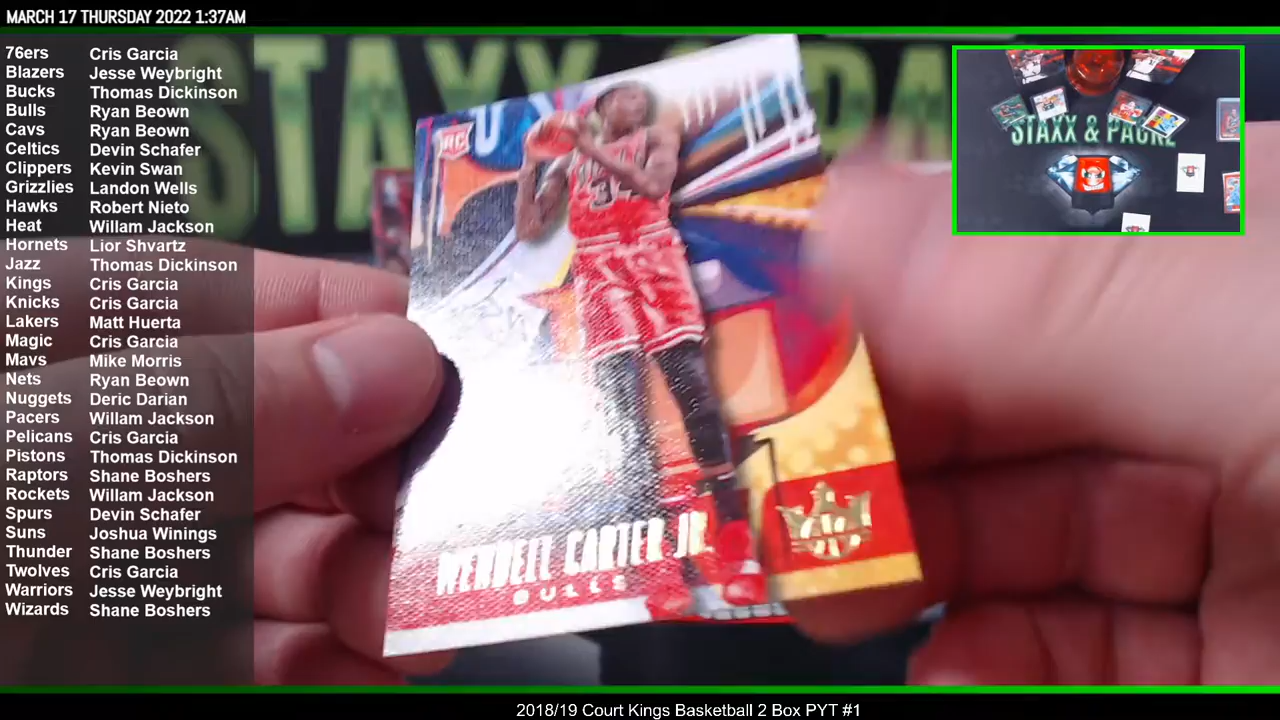 MARCH 17 THURSDAY 2022 1:37AM
76ers Cris Garcia
Blazers Jesse Weybright
Bucks Thomas Dickinson
Bulls Ryan Beown
Cavs Ryan Beown
Celtics Devin Schafer
Clippers Kevin Swan
Grizzlies Landon Wells
Hawks Robert Nieto
Heat Willam Jackson
Hornets Lior Shvartz
Jazz Thomas Dickinson
Kings Cris Garcia
Knicks Cris Garcia
Lakers Matt Huerta
Magic Cris Garcia
Mavs Mike Morris
Nets Ryan Beown
Nuggets Deric Darian
Pacers Willam Jackson
Pelicans Cris Garcia
Pistons Thomas Dickinson
Raptors Shane Boshers
Rockets Willam Jackson
Spurs Devin Schafer
Suns Joshua Winings
Thunder Shane Boshers
Twolves Cris Garcia
Warriors Jesse Weybright
Wizards Shane Boshers
STAXX & PA
RC
34
WENDELL CARTER JR.
BULLS
CK
STAXX & PACKZ
2018/19 Court Kings Basketball 2 Box PYT #1